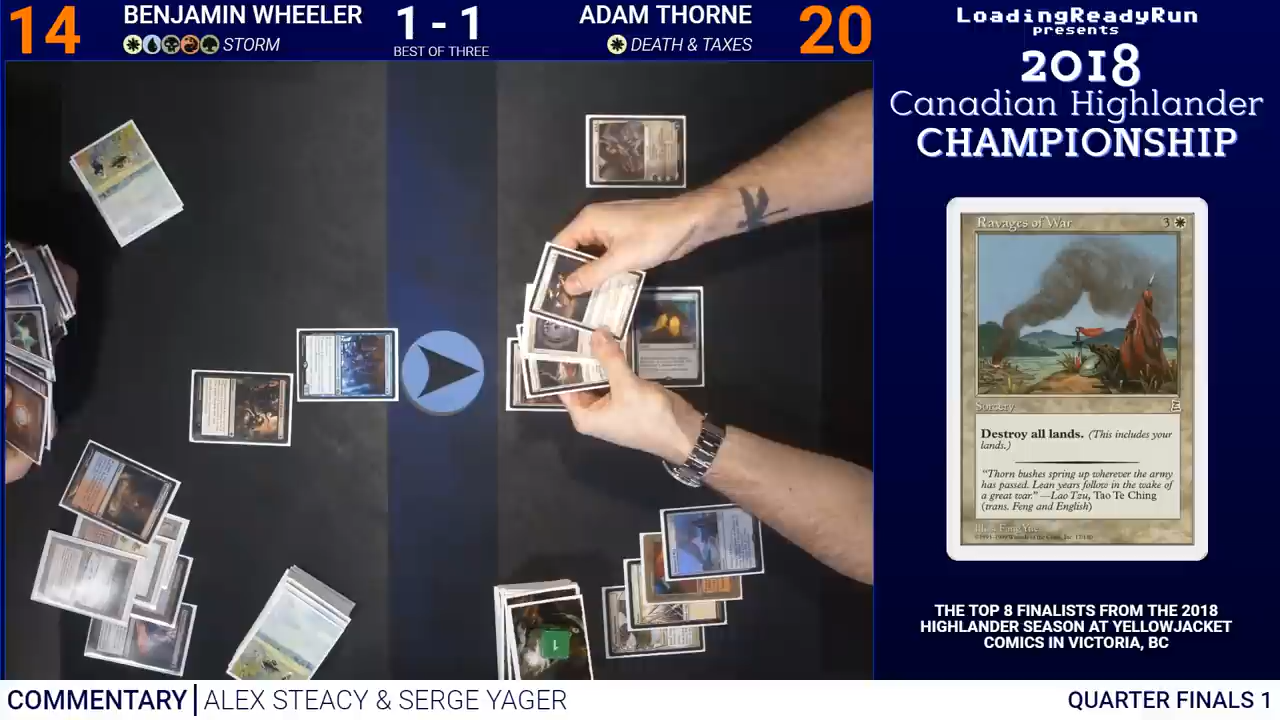 14
BENJAMIN WHEELER
STORM
1 - 1
BEST OF THREE
ADAM THORNE
DEATH & TAXES
20
LoadingReadyRun
presents
2018
Canadian Highlander
CHAMPIONSHIP
Ravages of War 3
Sorcery
Destroy all lands. (This includes your
lands.)
"Thorn bushes spring up wherever the army
has passed. Lean years follow in the wake of
a great war." —Lao Tzu, Tao Te Ching
(trans. Feng and English)
1
THE TOP 8 FINALISTS FROM THE 2018
HIGHLANDER SEASON AT YELLOWJACKET
COMICS IN VICTORIA, BC
COMMENTARY ALEX STEACY & SERGE YAGER
QUARTER FINALS 1